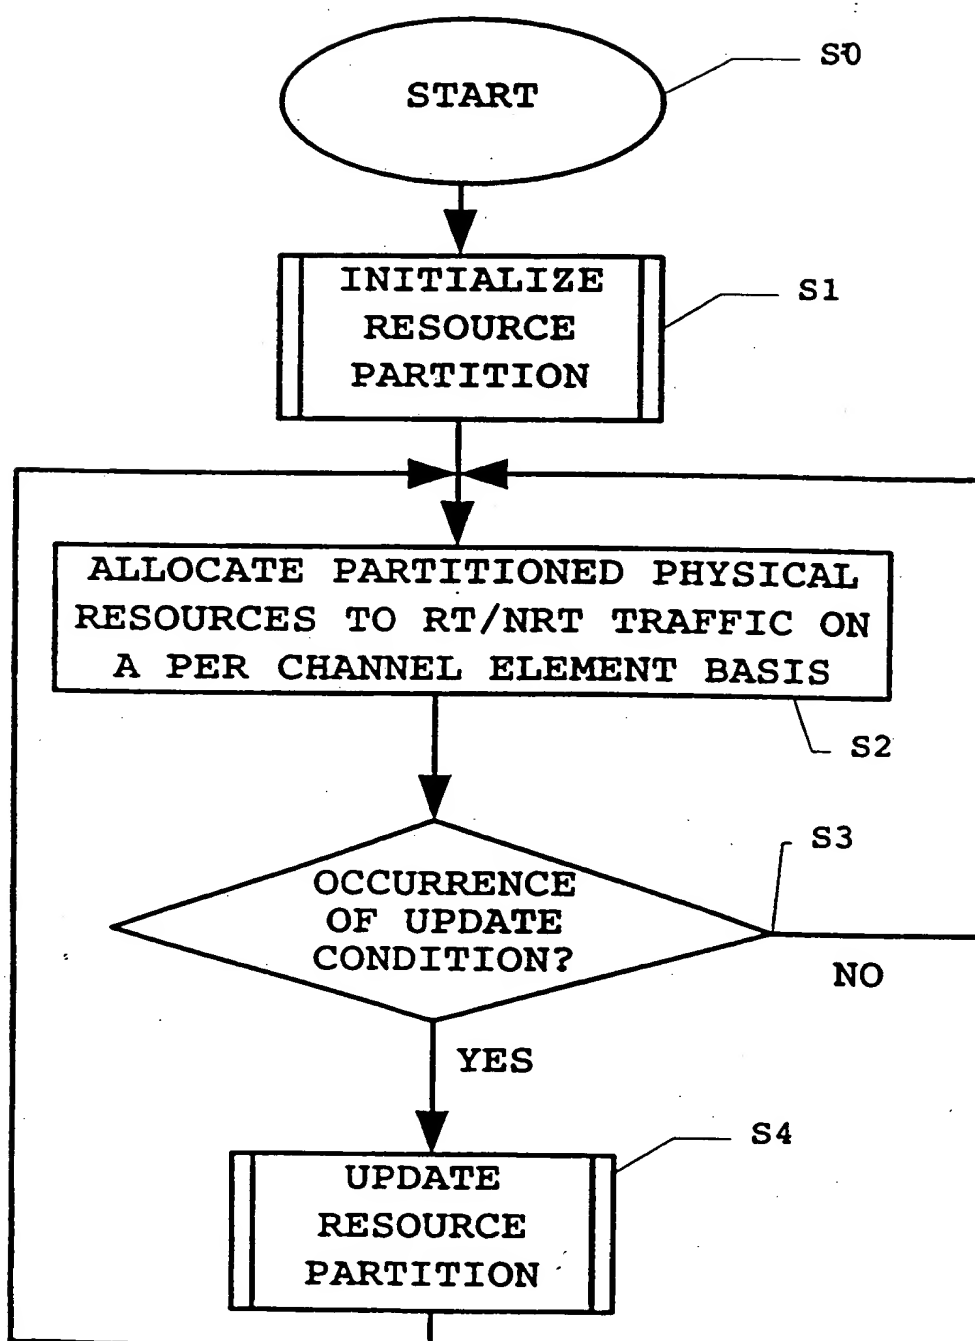 S0
START
INITIALIZE
RESOURCE
PARTITION
S1
ALLOCATE PARTITIONED PHYSICAL
RESOURCES TO RT/NRT TRAFFIC ON
A PER CHANNEL ELEMENT BASIS
S2
S3
OCCURRENCE
OF UPDATE
CONDITION?
NO
YES
S4
UPDATE
RESOURCE
PARTITION